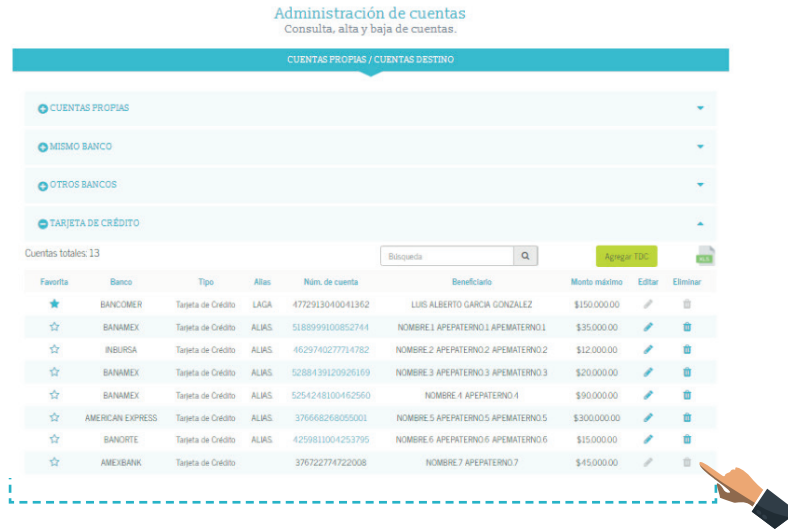 Administración de cuentas
Consulta, alta y baja de cuentas.
CUENTAS PROPIAS / CUENTAS DESTINO
CUENTAS PROPIAS
MISMO BANCO
OTROS BANCOS
TARJETA DE CRÉDITO
Cuentas totales: 13 Búsqueda Agregar TDC XLS
Favorita Banco Tipo Alias Núm. de cuenta Beneficiario Monto máximo Editar Eliminar
BANCOMER Tarjeta de Crédito LAGA 4772913040041362 LUIS ALBERTO GARCIA GONZALEZ $150.000.00
BANAMEX Tarjeta de Crédito ALIAS. 5188999100852744 NOMBRE.1 APEPATERNO.1 APEMATERNO.1 $35.000.00
INBURSA Tarjeta de Crédito ALIAS. 4629740277714782 NOMBRE.2 APEPATERNO.2 APEMATERNO.2 $12.000.00
BANAMEX Tarjeta de Crédito ALIAS. 5288439120926169 NOMBRE.3 APEPATERNO.3 APEMATERNO.3 $20.000.00
BANAMEX Tarjeta de Crédito ALIAS. 5254248100462560 NOMBRE.4 APEPATERNO.4 $90.000.00
AMERICAN EXPRESS Tarjeta de Crédito ALIAS. 376668268055001 NOMBRE.5 APEPATERNO.5 APEMATERNO.5 $300.000.00
BANORTE Tarjeta de Crédito ALIAS. 4259811004253795 NOMBRE.6 APEPATERNO.6 APEMATERNO.6 $15.000.00
AMEXBANK Tarjeta de Crédito 376722774722008 NOMBRE.7 APEPATERNO.7 $45.000.00